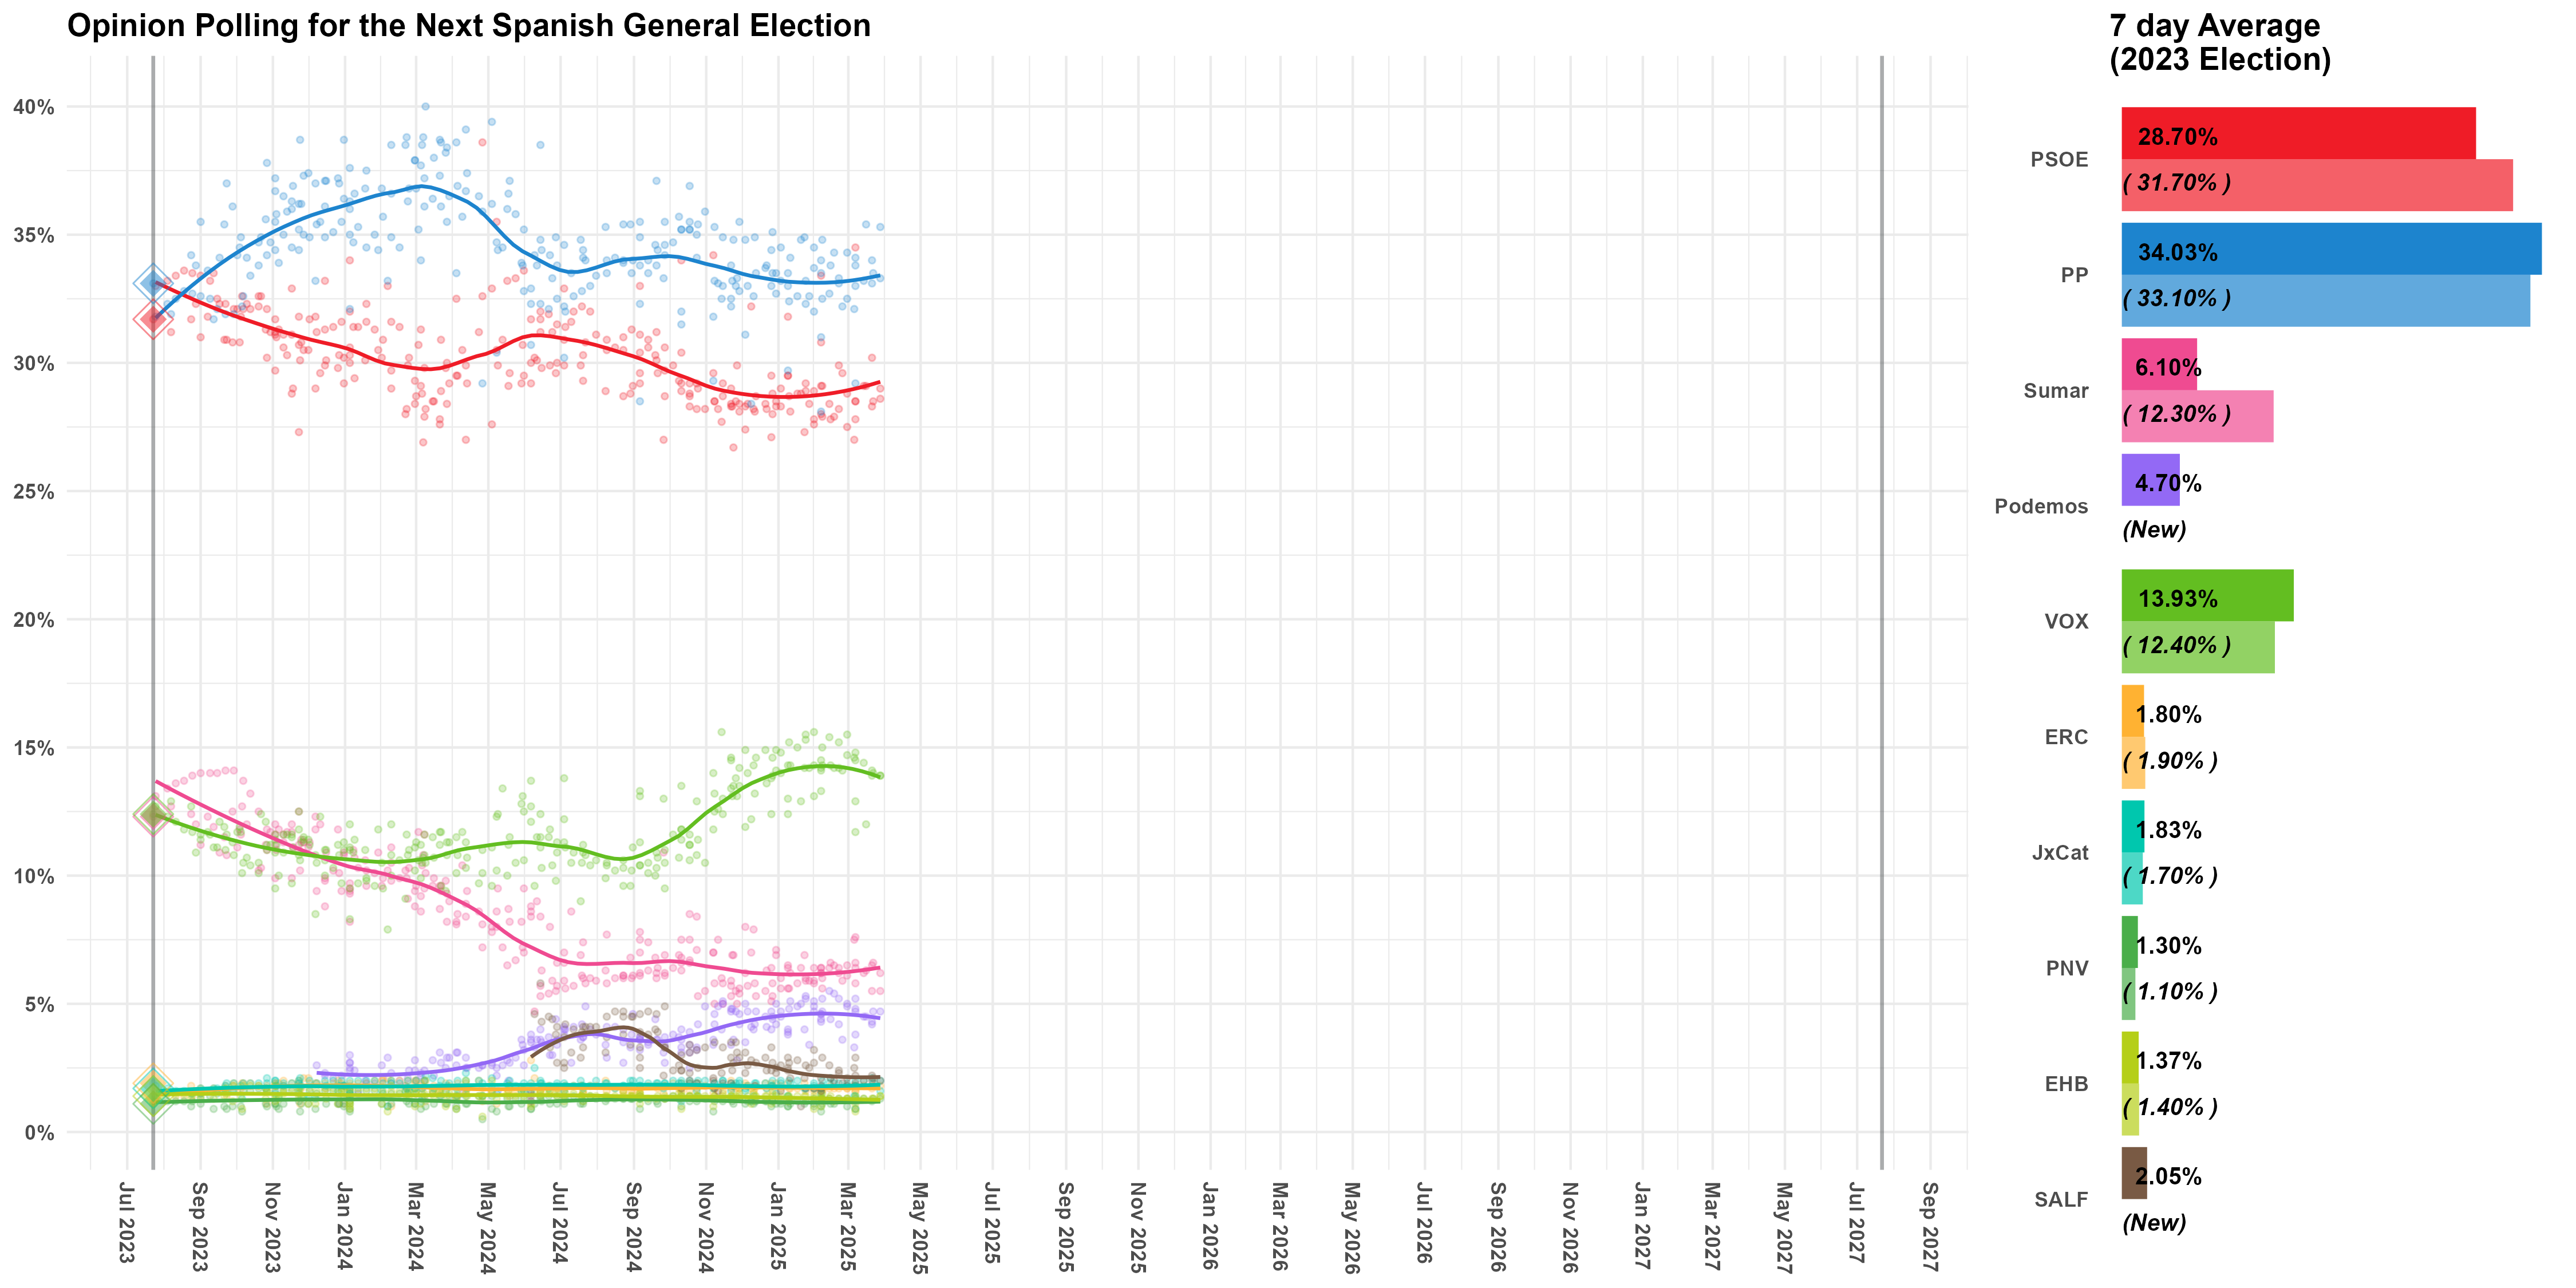 Opinion Polling for the Next Spanish General Election
7 day Average
(2023 Election)
40%
35%
30%
25%
20%
15%
10%
5%
0%
Jul 2023
Sep 2023
Nov 2023
Jan 2024
Mar 2024
May 2024
Jul 2024
Sep 2024
Nov 2024
Jan 2025
Mar 2025
May 2025
Jul 2025
Sep 2025
Nov 2025
Jan 2026
Mar 2026
May 2026
Jul 2026
Sep 2026
Nov 2026
Jan 2027
Mar 2027
May 2027
Jul 2027
Sep 2027
PSOE
28.70%
( 31.70% )
PP
34.03%
( 33.10% )
Sumar
6.10%
( 12.30% )
Podemos
4.70%
(New)
VOX
13.93%
( 12.40% )
ERC
1.80%
( 1.90% )
JxCat
1.83%
( 1.70% )
PNV
1.30%
( 1.10% )
EHB
1.37%
( 1.40% )
SALF
2.05%
(New)